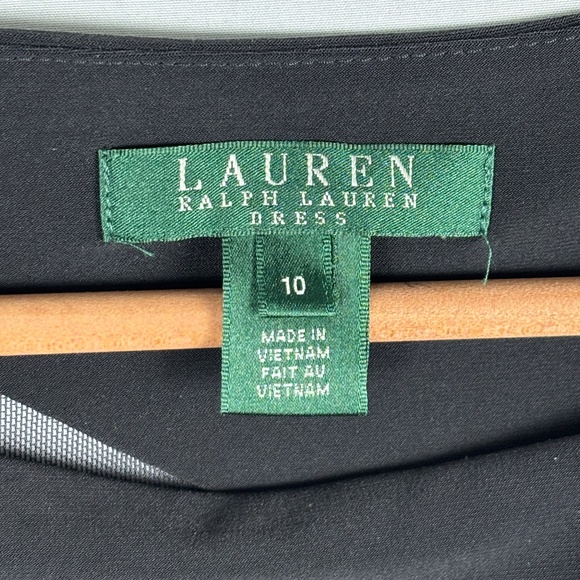 LAUREN
RALPH LAUREN
DRESS
10
MADE IN
VIETNAM
FAIT AU
VIETNAM